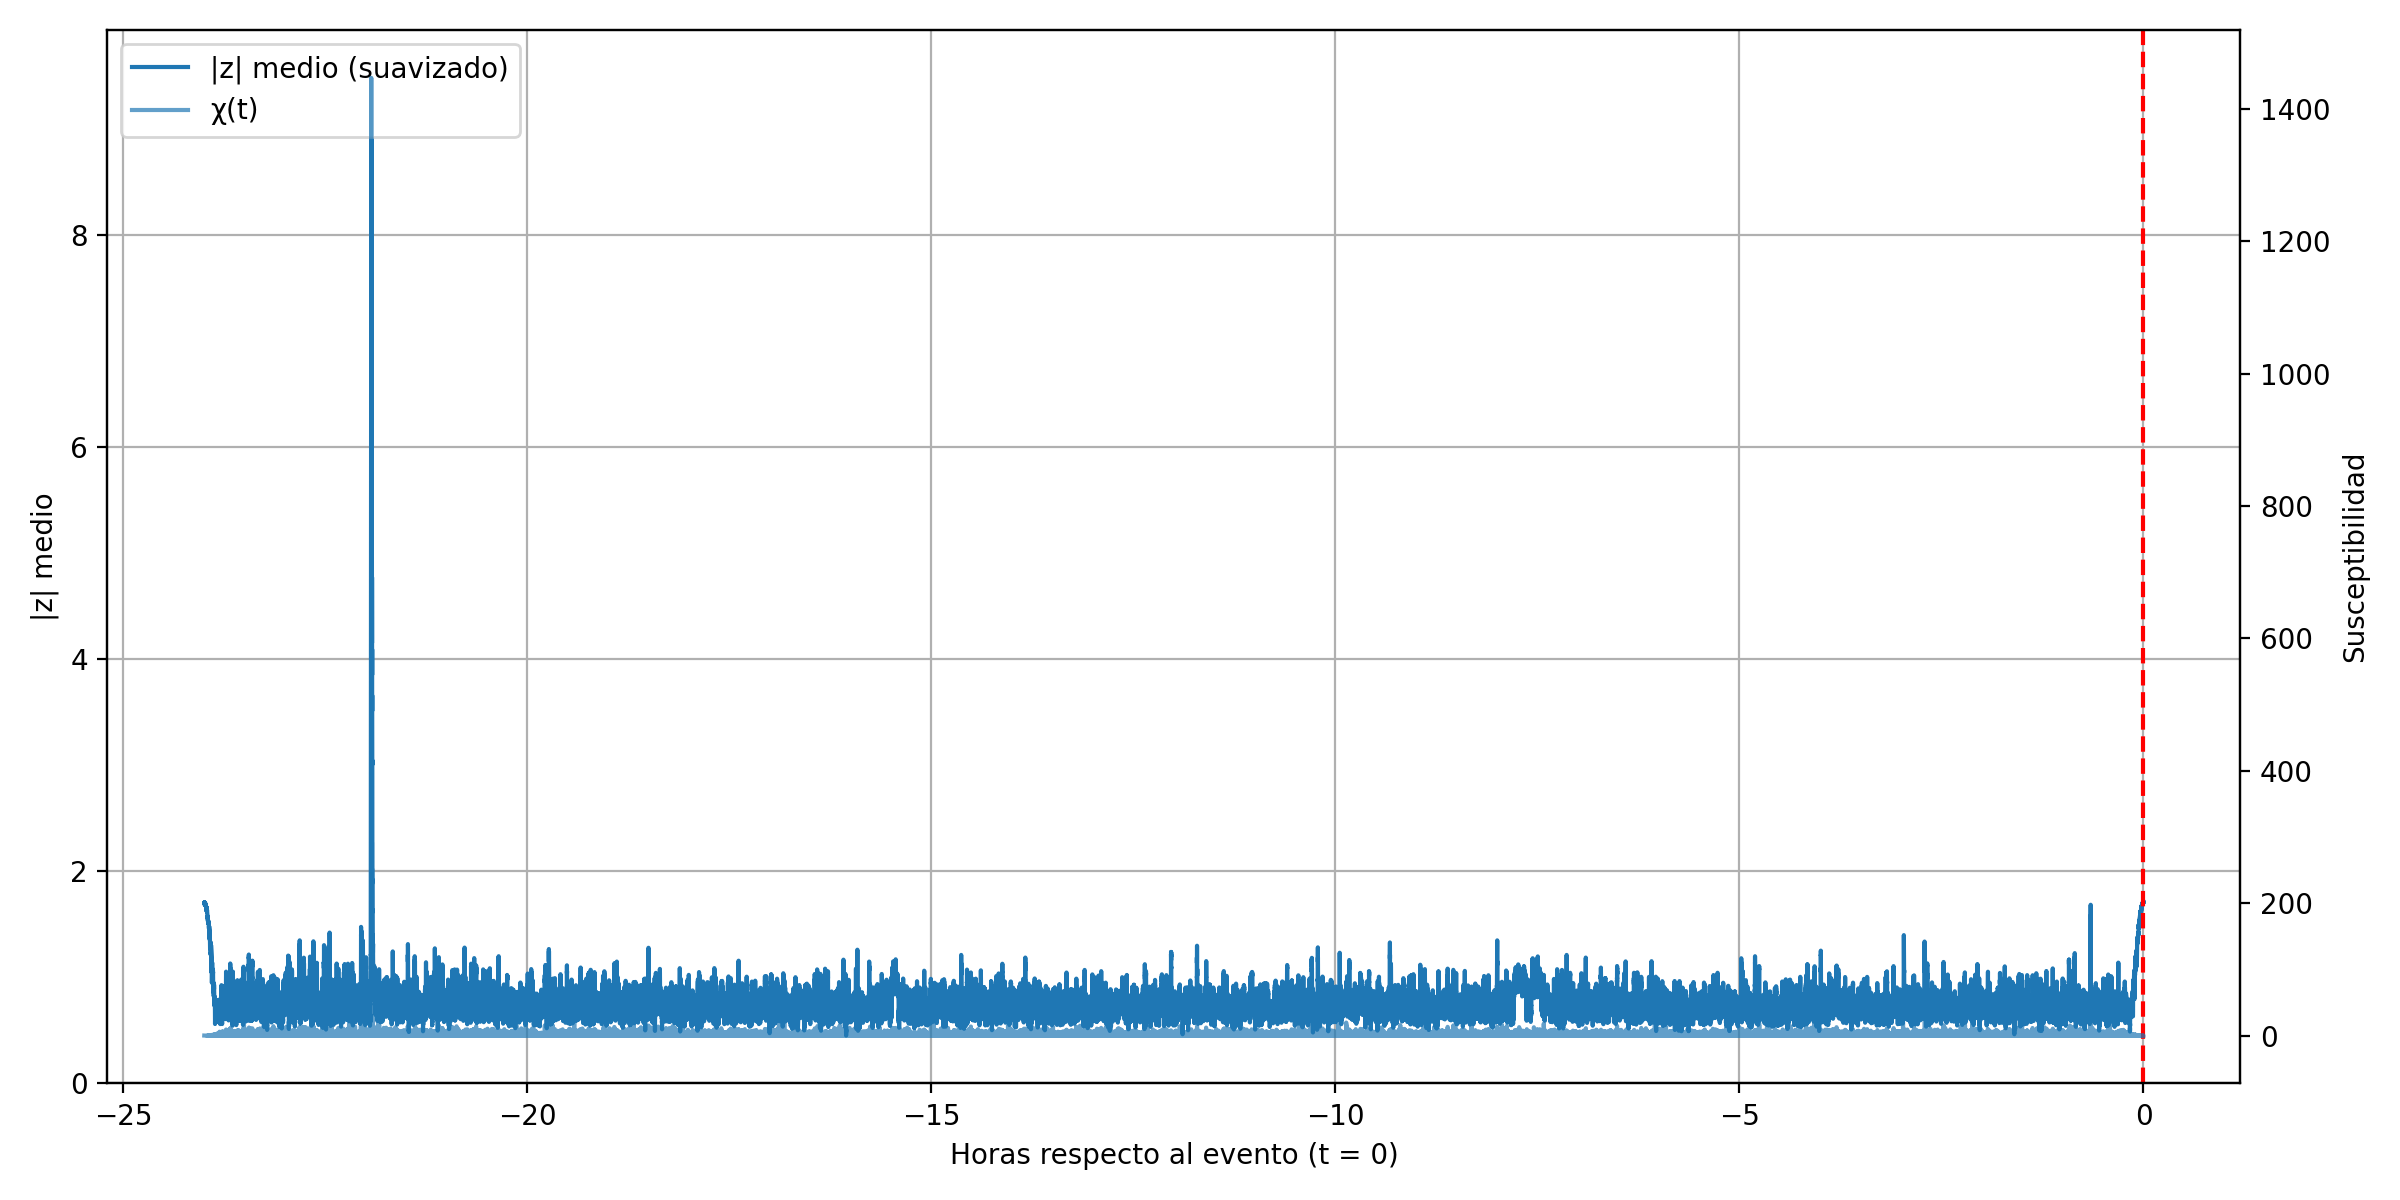 |z| medio (suavizado)
χ(t)
8
6
4
2
0
|z| medio
1400
1200
1000
800
600
400
200
0
Susceptibilidad
−25 −20 −15 −10 −5 0
Horas respecto al evento (t = 0)